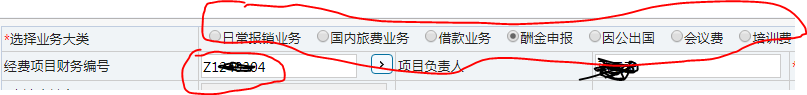 *选择业务大类 日常报销业务 国内旅费业务 借款业务 酬金申报 因公出国 会议费 培训费
经费项目财务编号 > 项目负责人 *